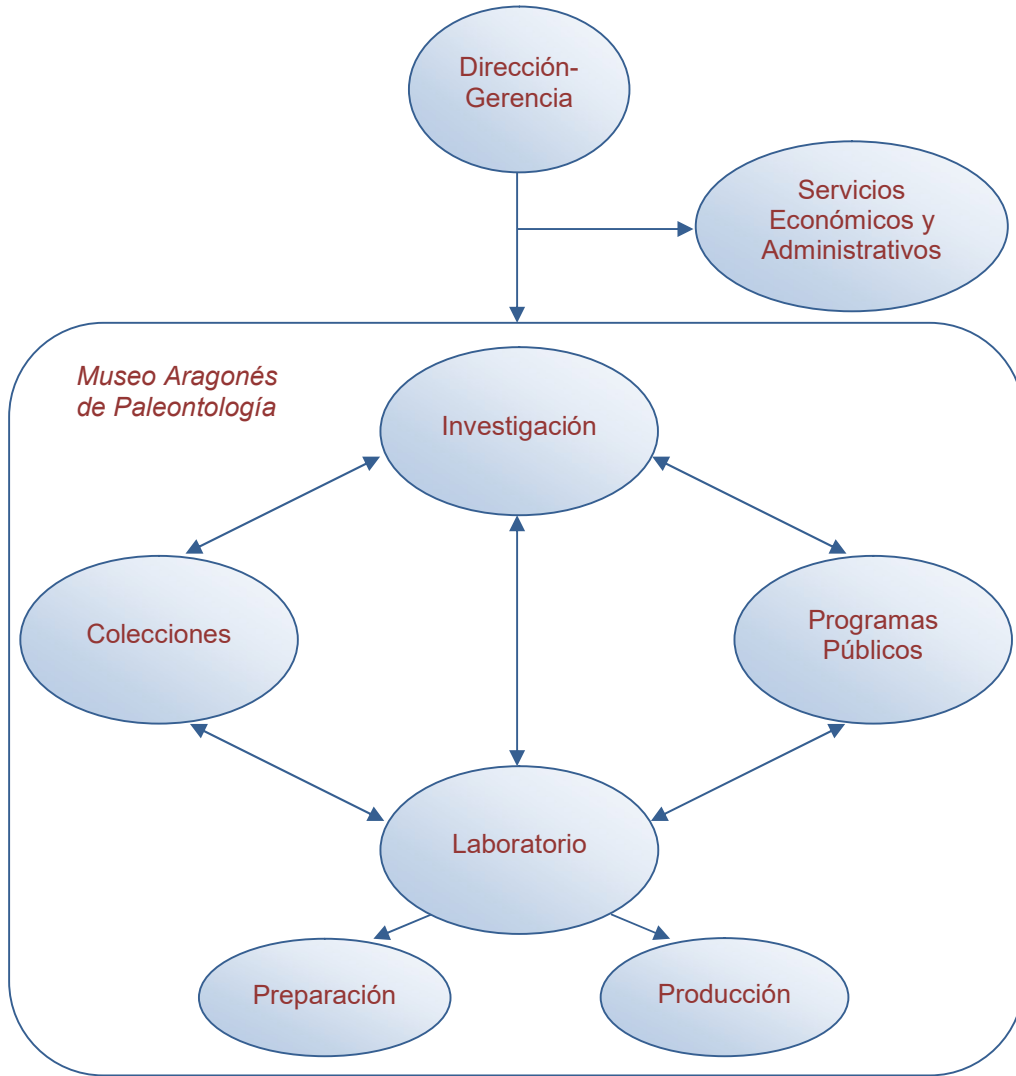 Dirección-
Gerencia
Servicios
Económicos y
Administrativos
Museo Aragonés
de Paleontología
Investigación
Colecciones
Programas
Públicos
Laboratorio
Preparación
Producción